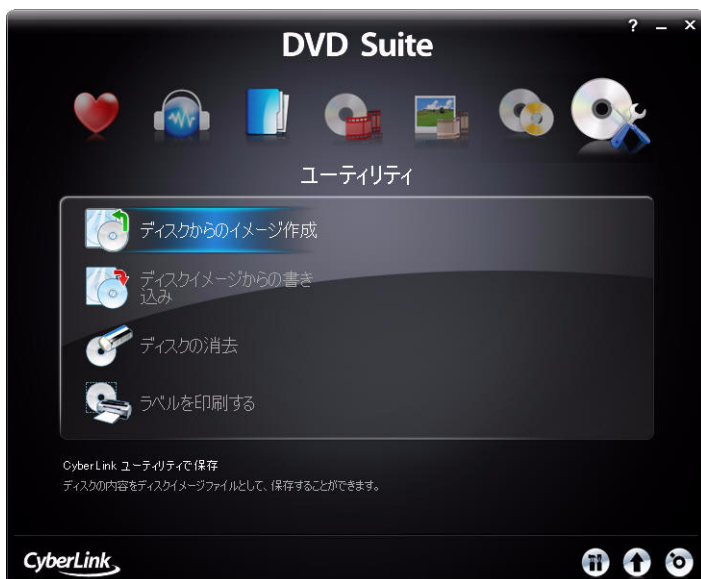 DVD Suite
? – ×
ユーティリティ
ディスクからのイメージ作成
ディスクイメージからの書き
込み
ディスクの消去
ラベルを印刷する
CyberLink ユーティリティで保存
ディスクの内容をディスクイメージファイルとして、保存することができます。
CyberLink